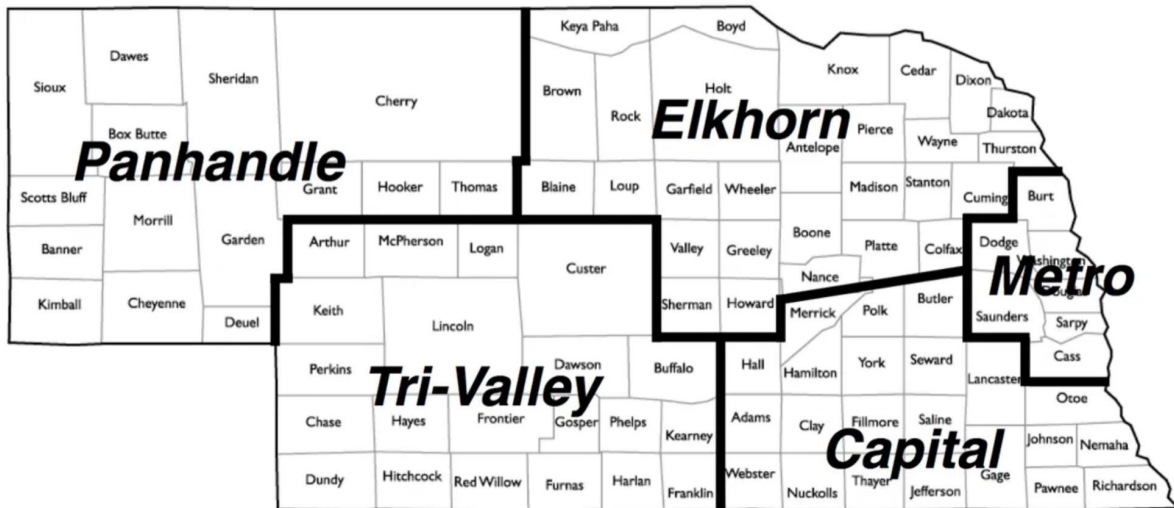 Keya Paha
Boyd
Dawes
Knox
Cedar
Sioux
Sheridan
Dixon
Brown
Holt
Cherry
Rock
Elkhorn
Dakota
Box Butte
Pierce
Antelope
Wayne
Thurston
Panhandle
Grant
Hooker
Thomas
Blaine
Loup
Garfield
Wheeler
Madison
Stanton
Cuming
Burt
Scotts Bluff
Morrill
Garden
Banner
Arthur
McPherson
Logan
Custer
Valley
Greeley
Boone
Platte
Colfax
Dodge
Washington
Metro
Nance
Douglas
Kimball
Cheyenne
Deuel
Keith
Lincoln
Sherman
Howard
Merrick
Polk
Butler
Saunders
Sarpy
Cass
Perkins
Tri-Valley
Dawson
Buffalo
Hall
Hamilton
York
Seward
Lancaster
Otoe
Chase
Hayes
Frontier
Gosper
Phelps
Kearney
Adams
Clay
Fillmore
Saline
Capital
Johnson
Nemaha
Dundy
Hitchcock
Red Willow
Furnas
Harlan
Franklin
Webster
Nuckolls
Thayer
Jefferson
Gage
Pawnee
Richardson